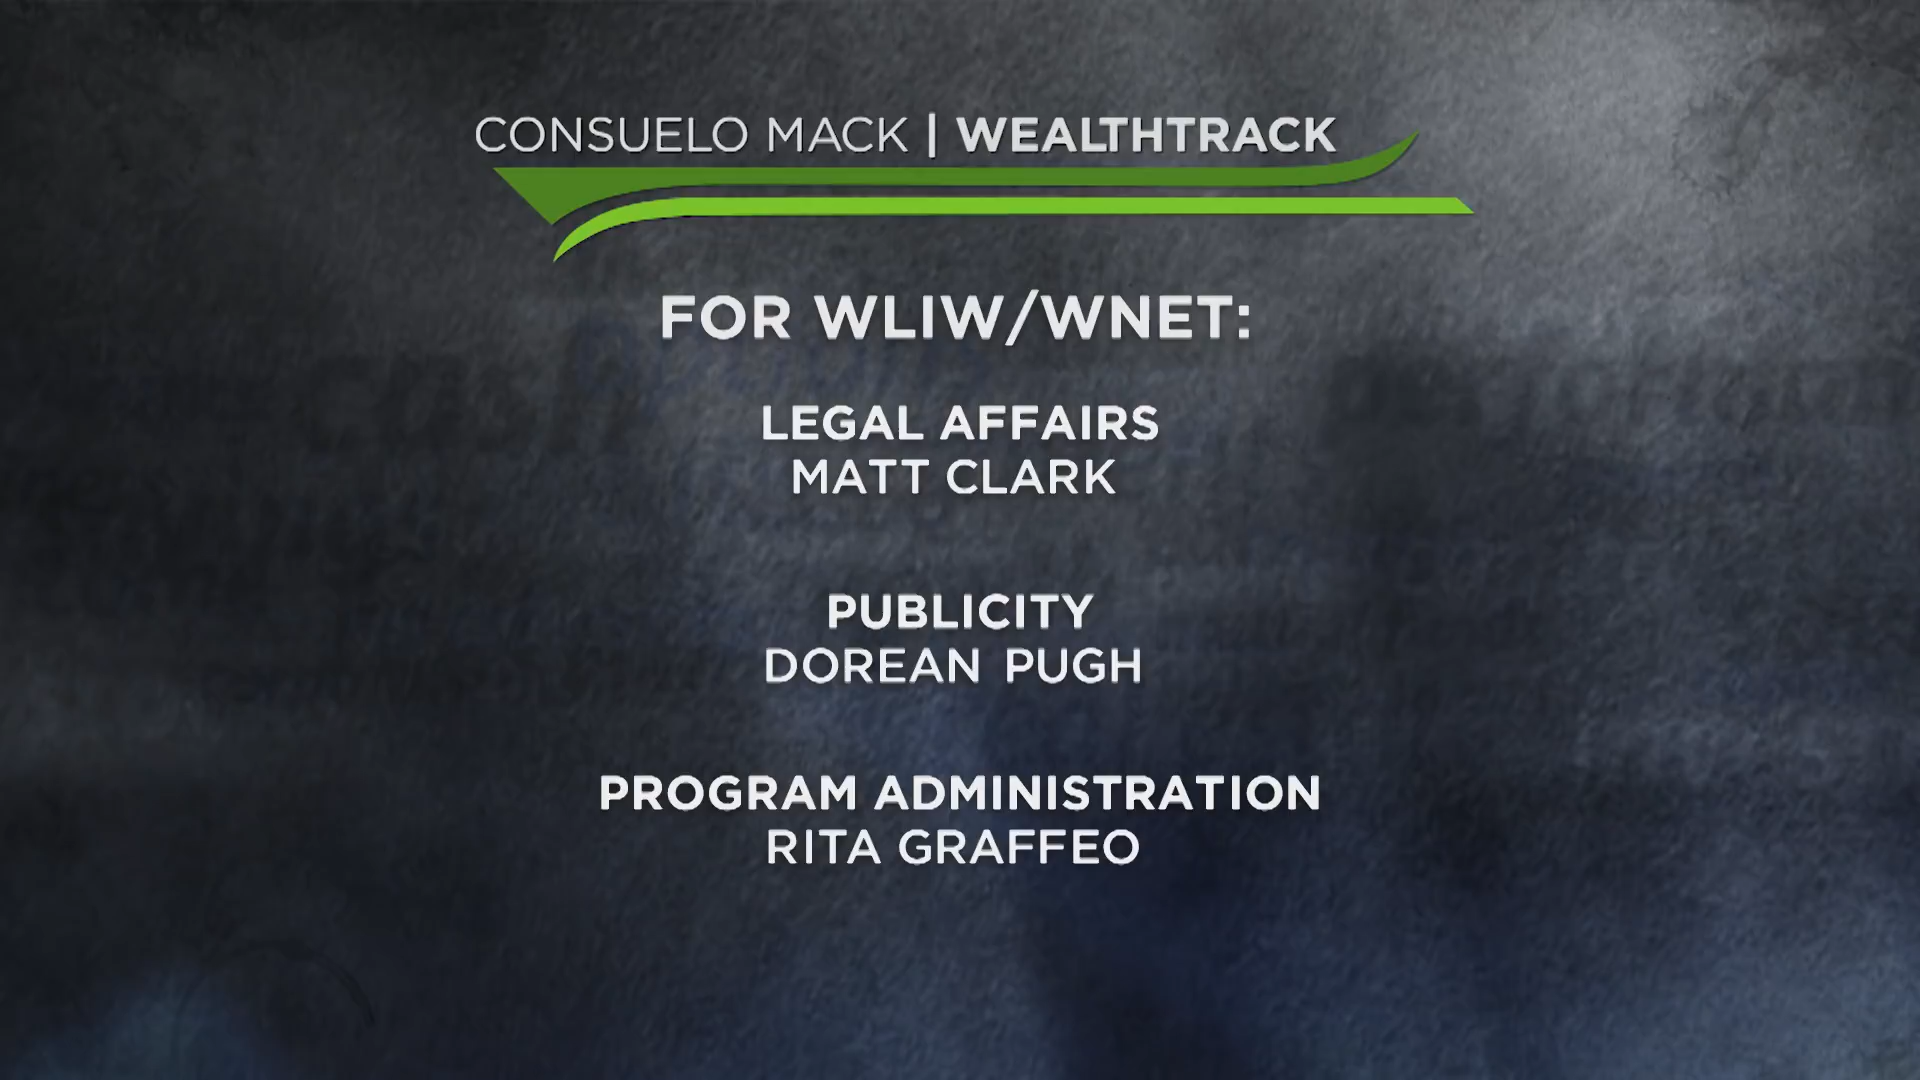 CONSUELO MACK | WEALTHTRACK
FOR WLIW/WNET:
LEGAL AFFAIRS
MATT CLARK
PUBLICITY
DOREAN PUGH
PROGRAM ADMINISTRATION
RITA GRAFFEO